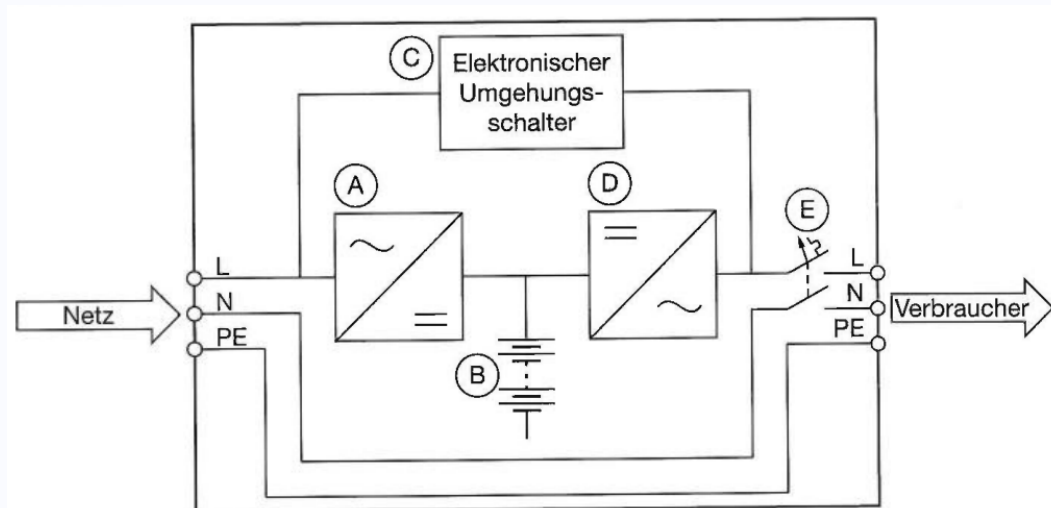 C
Elektronischer
Umgehungs-
schalter
A
D
E
L
L
N
N
Netz
Verbraucher
PE
PE
B